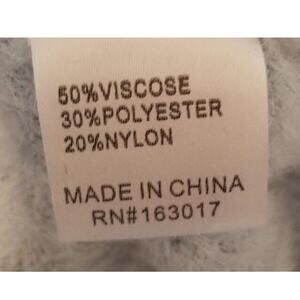 50%VISCOSE
30%POLYESTER
20%NYLON
MADE IN CHINA
RN#163017